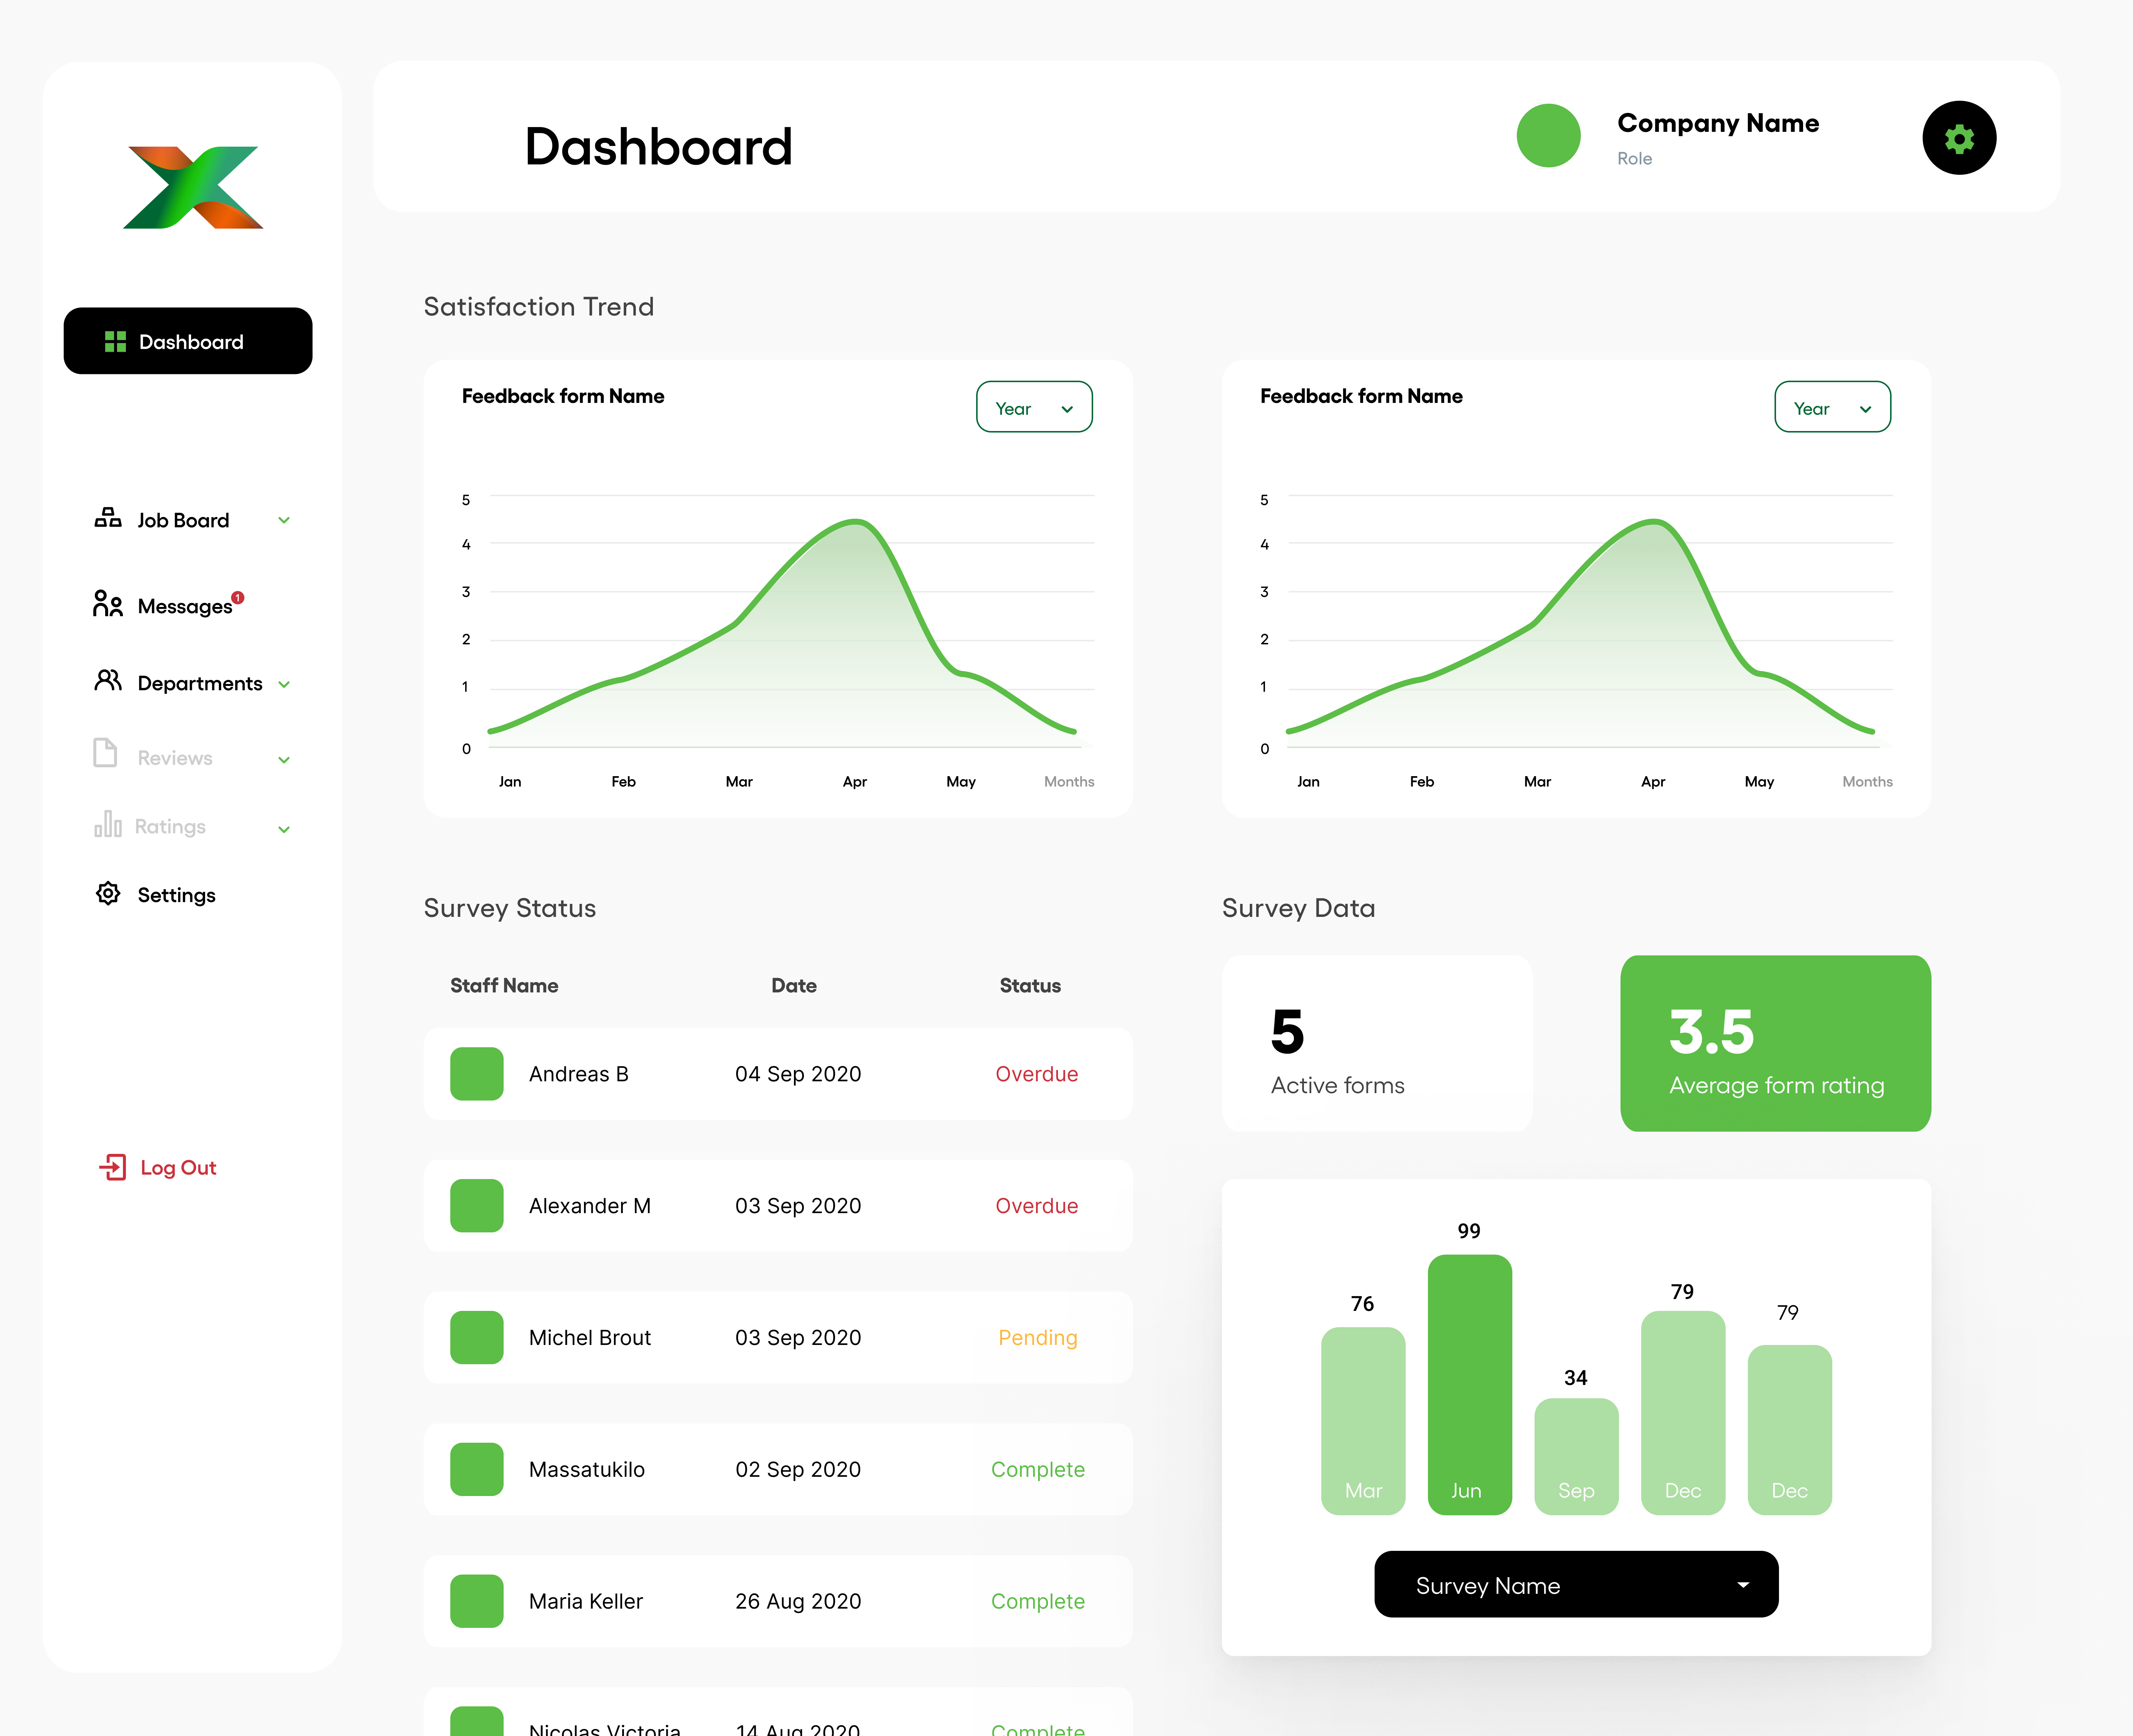 Dashboard
Company Name
Role
Dashboard
Job Board
Messages 1
Departments
Reviews
Ratings
Settings
Log Out
Satisfaction Trend
Feedback form Name
Year
5
4
3
2
1
0
Jan Feb Mar Apr May Months
Feedback form Name
Year
5
4
3
2
1
0
Jan Feb Mar Apr May Months
Survey Status
Staff Name Date Status
Andreas B 04 Sep 2020 Overdue
Alexander M 03 Sep 2020 Overdue
Michel Brout 03 Sep 2020 Pending
Massatukilo 02 Sep 2020 Complete
Maria Keller 26 Aug 2020 Complete
Nicolas Victoria 14 Aug 2020 Complete
Survey Data
5
Active forms
3.5
Average form rating
76 99 34 79 79
Mar Jun Sep Dec Dec
Survey Name